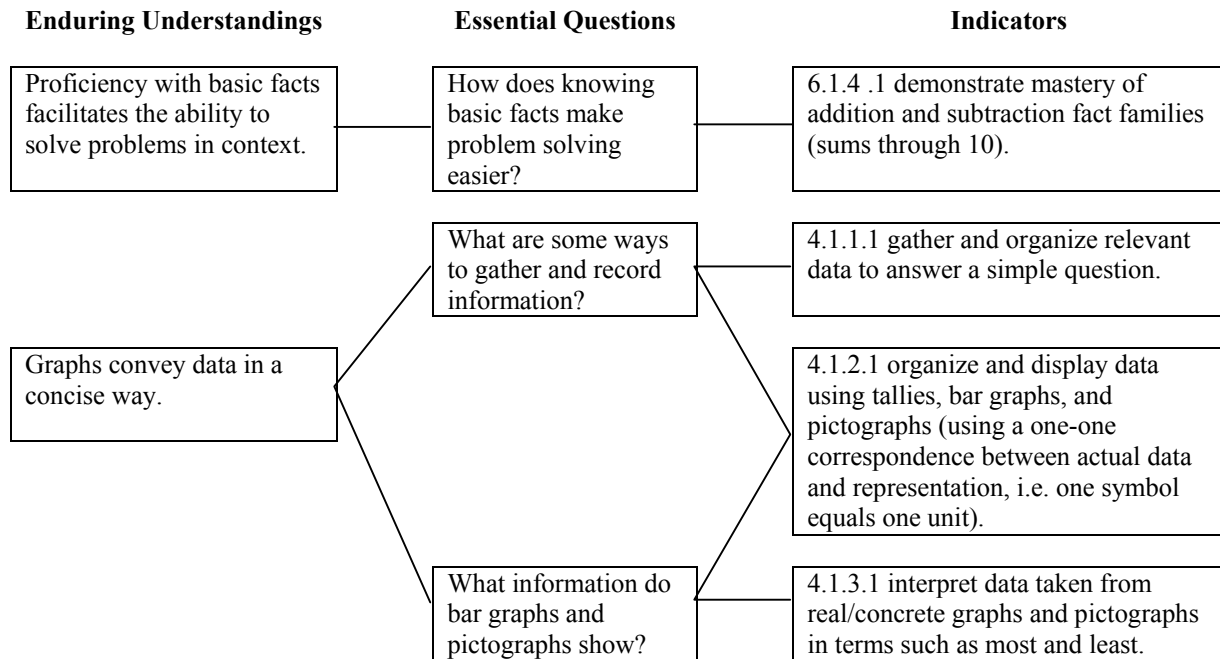 Enduring Understandings
Essential Questions
Indicators
Proficiency with basic facts
facilitates the ability to
solve problems in context.
How does knowing
basic facts make
problem solving
easier?
6.1.4 .1 demonstrate mastery of
addition and subtraction fact families
(sums through 10).
What are some ways
to gather and record
information?
4.1.1.1 gather and organize relevant
data to answer a simple question.
Graphs convey data in a
concise way.
4.1.2.1 organize and display data
using tallies, bar graphs, and
pictographs (using a one-one
correspondence between actual data
and representation, i.e. one symbol
equals one unit).
What information do
bar graphs and
pictographs show?
4.1.3.1 interpret data taken from
real/concrete graphs and pictographs
in terms such as most and least.